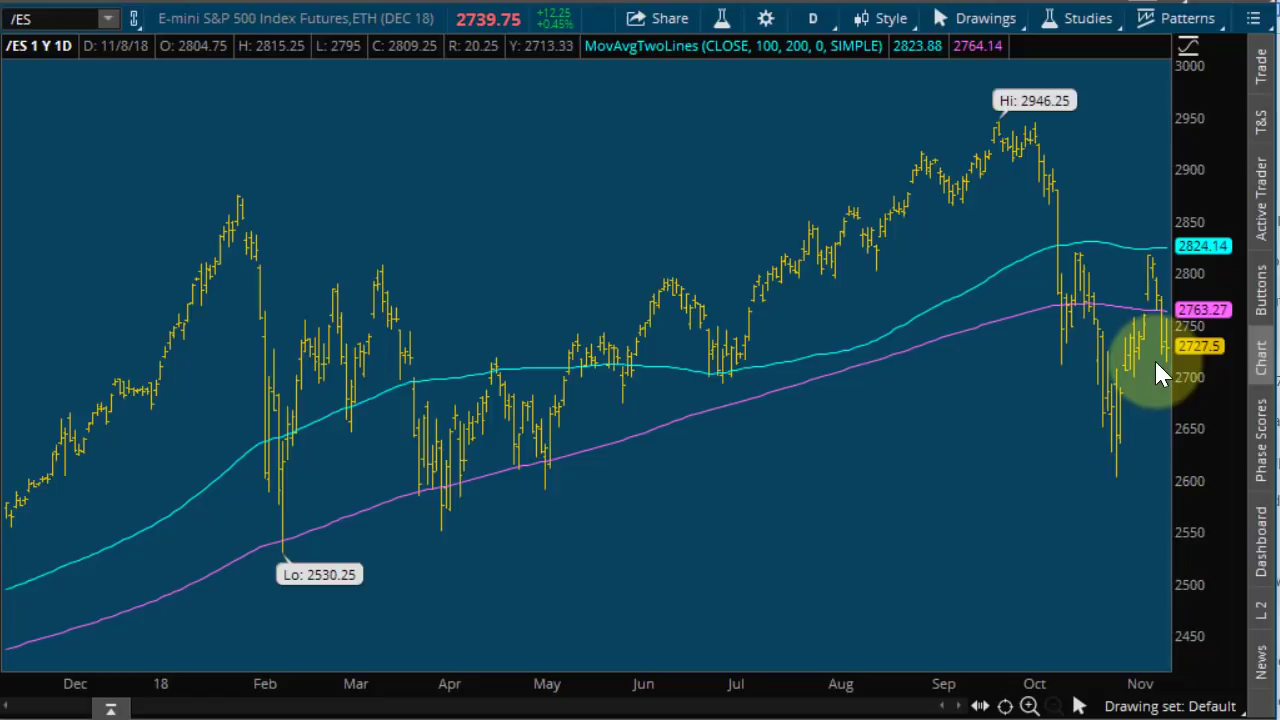 /ES E-mini S&P 500 Index Futures,ETH (DEC 18) 2739.75 +12.25 +0.45% Share D Style Drawings Studies Patterns
/ES 1 Y 1D D: 11/8/18 O: 2804.75 H: 2815.25 L: 2795 C: 2809.25 R: 20.25 Y: 2713.33 MovAvgTwoLines (CLOSE, 100, 200, 0, SIMPLE) 2823.88 2764.14
Hi: 2946.25
Lo: 2530.25
3000
2950
2900
2850
2824.14
2800
2763.27
2750
2727.5
2700
2650
2600
2550
2500
2450
Trade
T&S
Active Trader
Buttons
Chart
Phase Scores
Dashboard
L 2
News
Dec 18 Feb Mar Apr May Jun Jul Aug Sep Oct Nov
Drawing set: Default